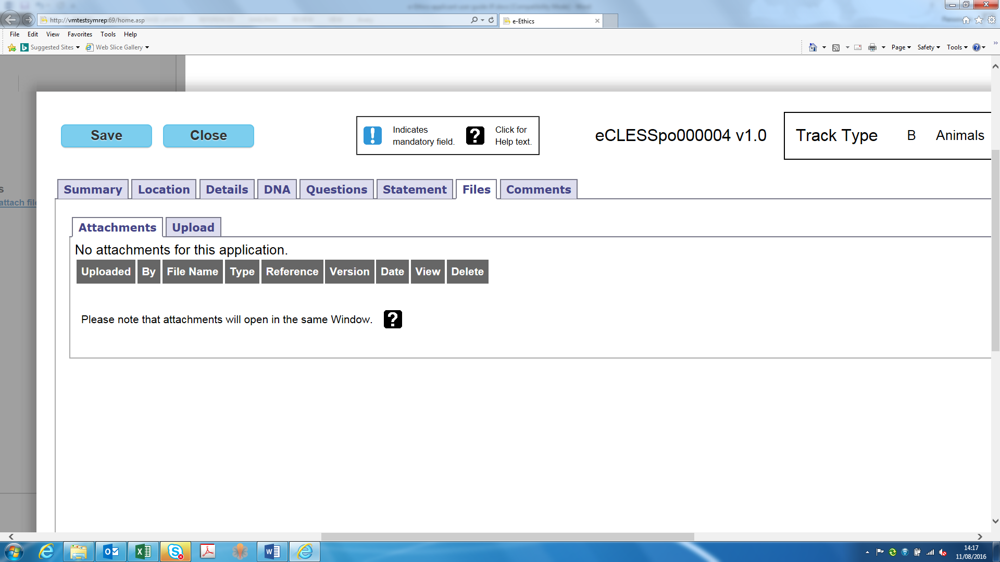 http://vmtestsymrep:69/home.asp
e-Ethics
File Edit View Favorites Tools Help
Suggested Sites Web Slice Gallery
Page Safety Tools
Save Close
Indicates mandatory field.
Click for Help text.
eCLESSpo000004 v1.0
Track Type B Animals
Summary Location Details DNA Questions Statement Files Comments
s
attach file
Attachments Upload
No attachments for this application.
Uploaded By File Name Type Reference Version Date View Delete
Please note that attachments will open in the same Window.
14:17
11/08/2016